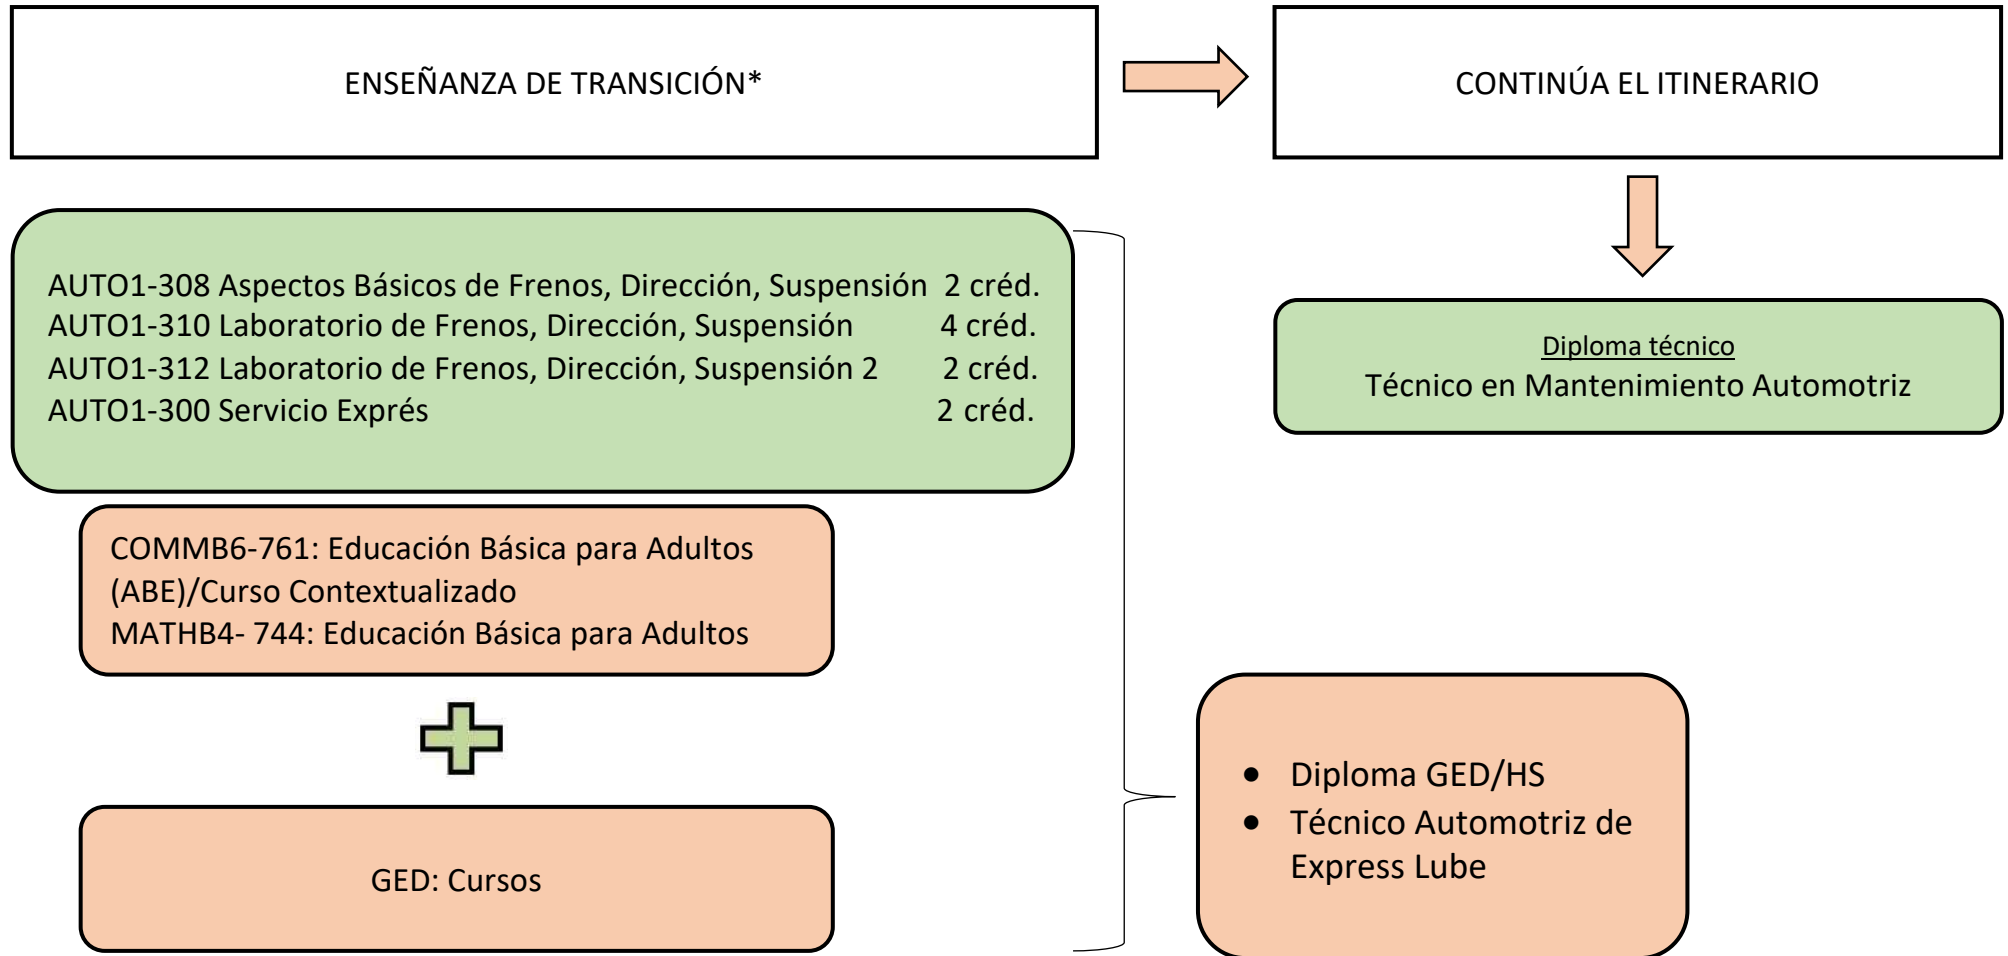 ENSEÑANZA DE TRANSICIÓN*
CONTINÚA EL ITINERARIO
AUTO1-308 Aspectos Básicos de Frenos, Dirección, Suspensión 2 créd.
AUTO1-310 Laboratorio de Frenos, Dirección, Suspensión 4 créd.
AUTO1-312 Laboratorio de Frenos, Dirección, Suspensión 2 2 créd.
AUTO1-300 Servicio Exprés 2 créd.
Diploma técnico
Técnico en Mantenimiento Automotriz
COMMB6-761: Educación Básica para Adultos
(ABE)/Curso Contextualizado
MATHB4- 744: Educación Básica para Adultos
GED: Cursos
• Diploma GED/HS
• Técnico Automotriz de
Express Lube